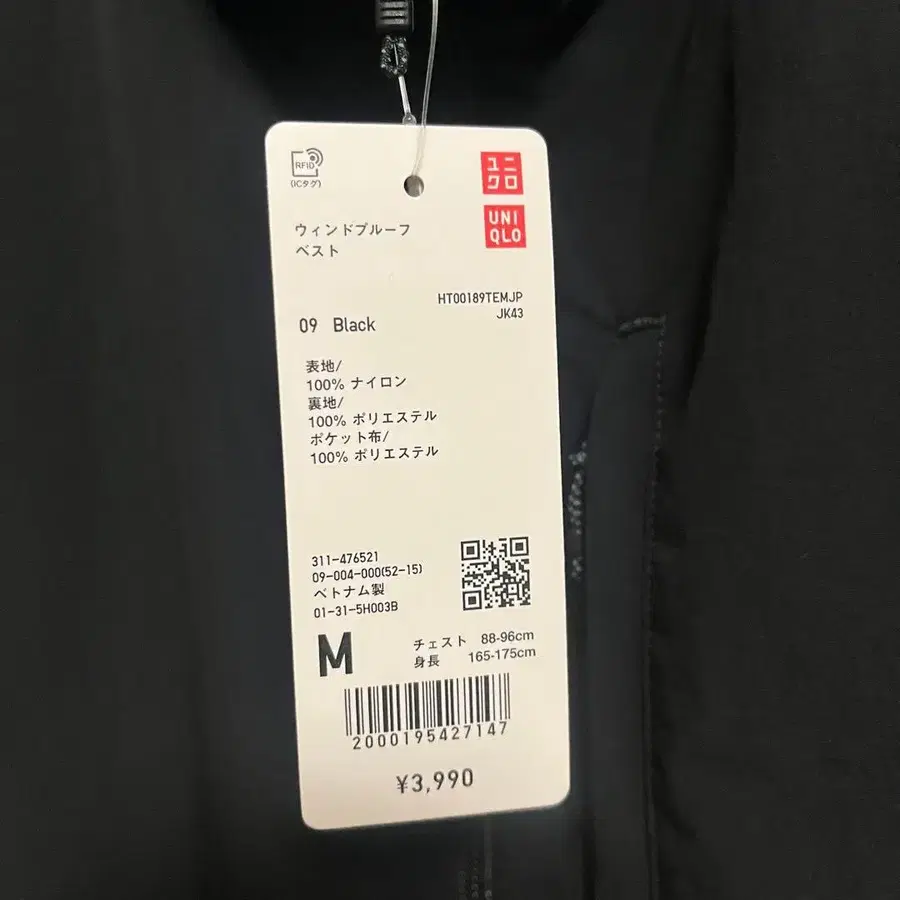 RFID
(ICタグ)
ユニ
クロ
UNI
QLO
ウィンドプルーフ
ベスト
HT00189TEMJP
JK43
09 Black
表地/
100% ナイロン
裏地/
100% ポリエステル
ポケット布/
100% ポリエステル
311-476521
09-004-000(52-15)
ベトナム製
01-31-5H003B
M
チェスト 88-96cm
身長 165-175cm
2000195427147
¥3,990